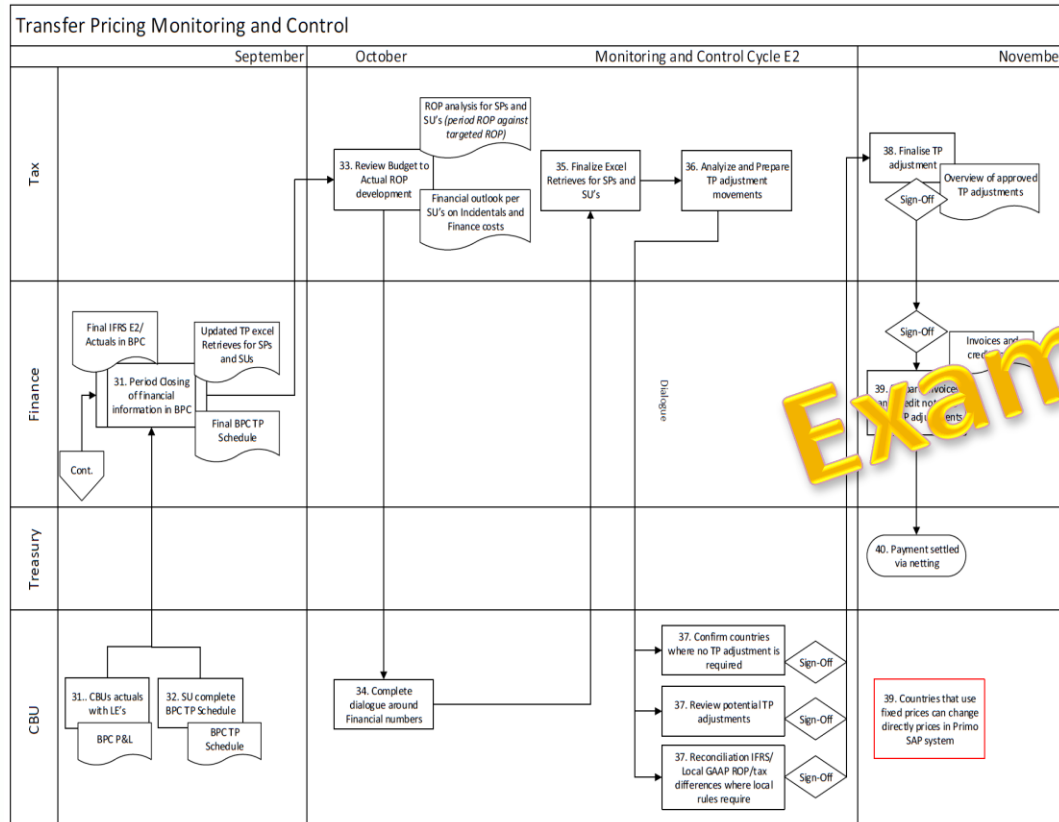 Transfer Pricing Monitoring and Control
September
October
Monitoring and Control Cycle E2
Novembe
Tax
ROP analysis for SPs and
SU's (period ROP against
targeted ROP)
33. Review Budget to
Actual ROP
development
Financial outlook per
SU's on Incidentals and
Finance costs
35. Finalize Excel
Retrieves for SPs and
SU's
36. Analyize and Prepare
TP adjustment
movements
38. Finalise TP
adjustment
Overview of approved
TP adjustments
Sign-Off
Finance
Final IFRS E2/
Actuals in BPC
Updated TP excel
Retrieves for SPs
and SUs
31. Period Closing
of financial
information in BPC
Final BPC TP
Schedule
Cont.
Dialogue
Sign-Off
Invoices and
39.
Exam
Treasury
40. Payment settled
via netting
CBU
31.. CBUs actuals
with LE's
BPC P&L
32. SU complete
BPC TP Schedule
BPC TP
Schedule
34. Complete
dialogue around
Financial numbers
37. Confirm countries
where no TP adjustment is
required
Sign-Off
37. Review potential TP
adjustments
Sign-Off
37. Reconciliation IFRS/
Local GAAP ROP/tax
differences where local
rules require
Sign-Off
39. Countries that use
fixed prices can change
directly prices in Primo
SAP system